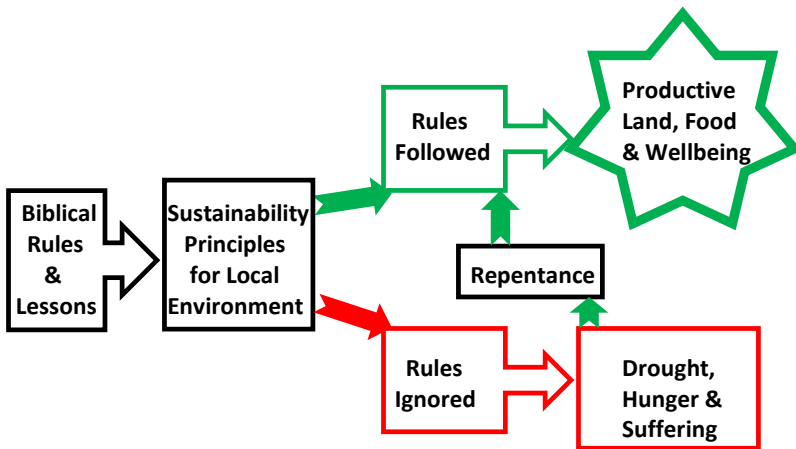 Biblical
Rules
&
Lessons
Sustainability
Principles
for Local
Environment
Rules
Followed
Productive
Land, Food
& Wellbeing
Repentance
Rules
Ignored
Drought,
Hunger &
Suffering